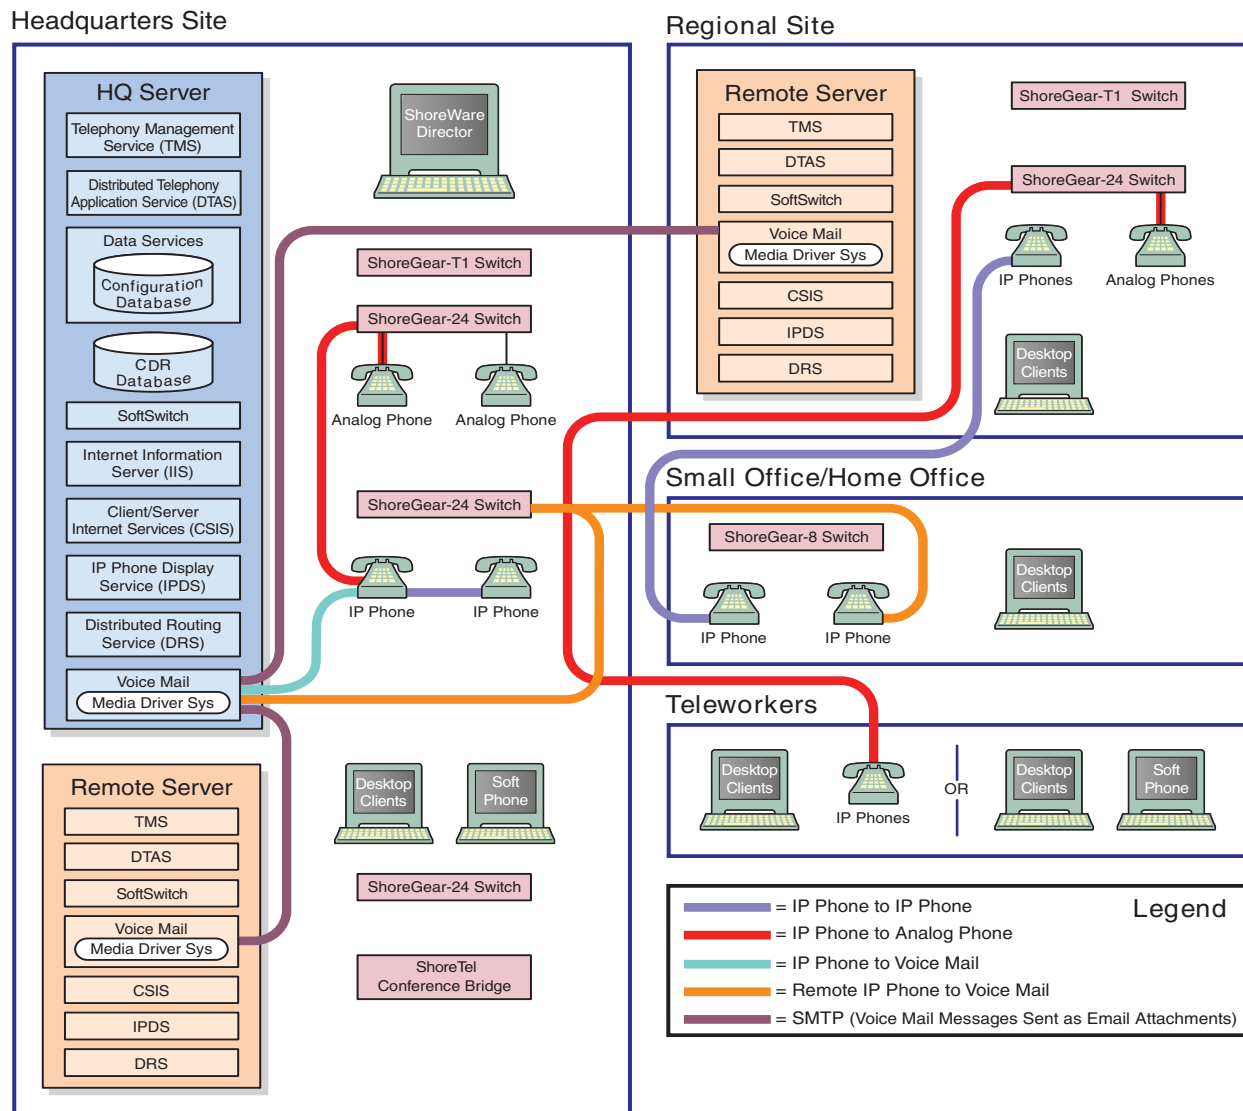 Headquarters Site
HQ Server
Telephony Management
Service (TMS)
Distributed Telephony
Application Service (DTAS)
Data Services
Configuration
Database
CDR
Database
SoftSwitch
Internet Information
Server (IIS)
Client/Server
Internet Services (CSIS)
IP Phone Display
Service (IPDS)
Distributed Routing
Service (DRS)
Voice Mail
Media Driver Sys
Remote Server
TMS
DTAS
SoftSwitch
Voice Mail
Media Driver Sys
CSIS
IPDS
DRS
ShoreWare
Director
ShoreGear-T1 Switch
ShoreGear-24 Switch
Analog Phone
Analog Phone
ShoreGear-24 Switch
IP Phone
IP Phone
Desktop
Clients
Soft
Phone
ShoreGear-24 Switch
ShoreTel
Conference Bridge
Regional Site
Remote Server
TMS
DTAS
SoftSwitch
Voice Mail
Media Driver Sys
CSIS
IPDS
DRS
ShoreGear-T1 Switch
ShoreGear-24 Switch
IP Phones
Analog Phones
Desktop
Clients
Small Office/Home Office
ShoreGear-8 Switch
IP Phone
IP Phone
Desktop
Clients
Teleworkers
Desktop
Clients
IP Phones
OR
Desktop
Clients
Soft
Phone
Legend
= IP Phone to IP Phone
= IP Phone to Analog Phone
= IP Phone to Voice Mail
= Remote IP Phone to Voice Mail
= SMTP (Voice Mail Messages Sent as Email Attachments)